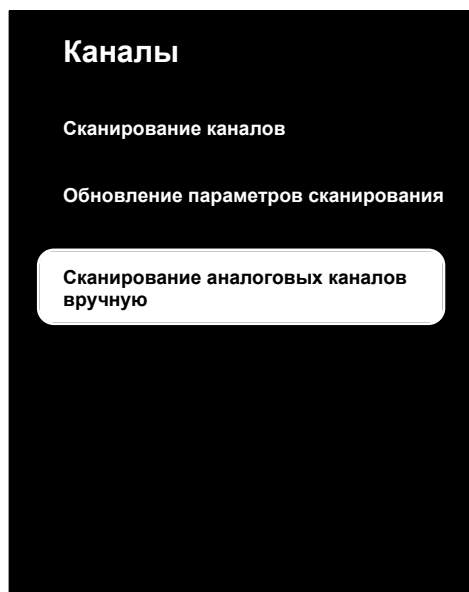 Каналы
Сканирование каналов
Обновление параметров сканирования
Сканирование аналоговых каналов
вручную